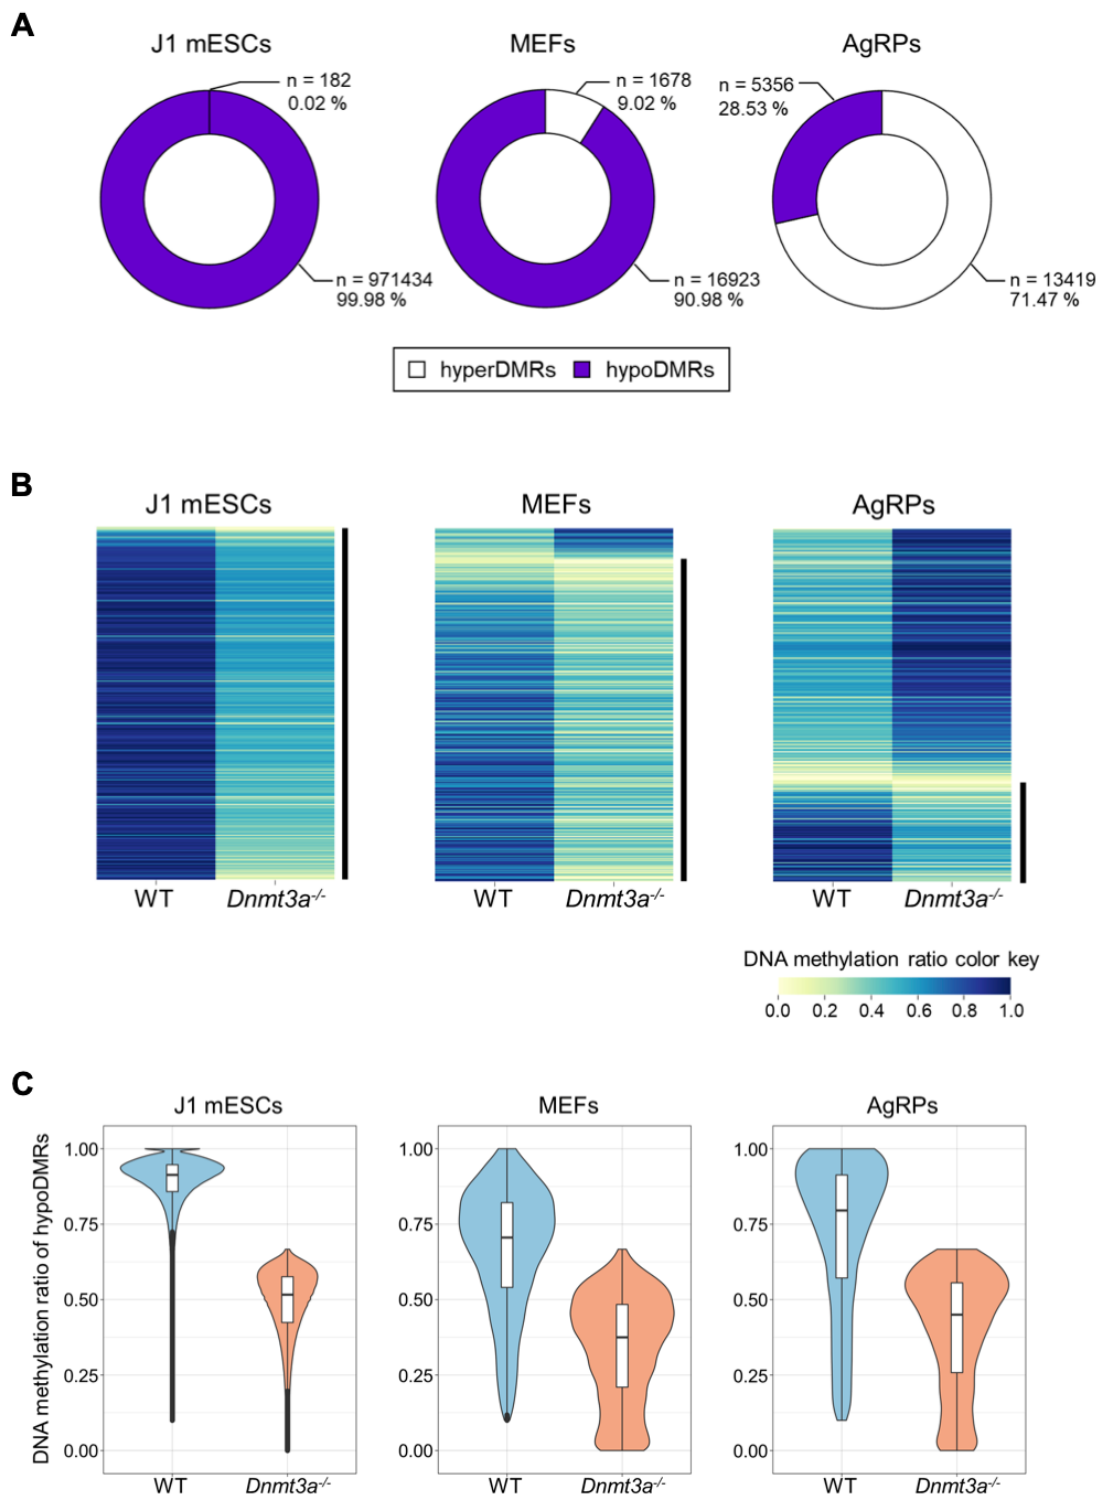 A
J1 mESCs
MEFs
AgRPs
n = 182
0.02 %
n = 1678
9.02 %
n = 5356
28.53 %
n = 971434
99.98 %
n = 16923
90.98 %
n = 13419
71.47 %
hyperDMRs
hypoDMRs
B
J1 mESCs
MEFs
AgRPs
WT
Dnmt3a-/-
WT
Dnmt3a-/-
WT
Dnmt3a-/-
DNA methylation ratio color key
0.0 0.2 0.4 0.6 0.8 1.0
C
DNA methylation ratio of hypoDMRs
J1 mESCs
1.00
0.75
0.50
0.25
0.00
WT
Dnmt3a-/-
MEFs
1.00
0.75
0.50
0.25
0.00
WT
Dnmt3a-/-
AgRPs
1.00
0.75
0.50
0.25
0.00
WT
Dnmt3a-/-